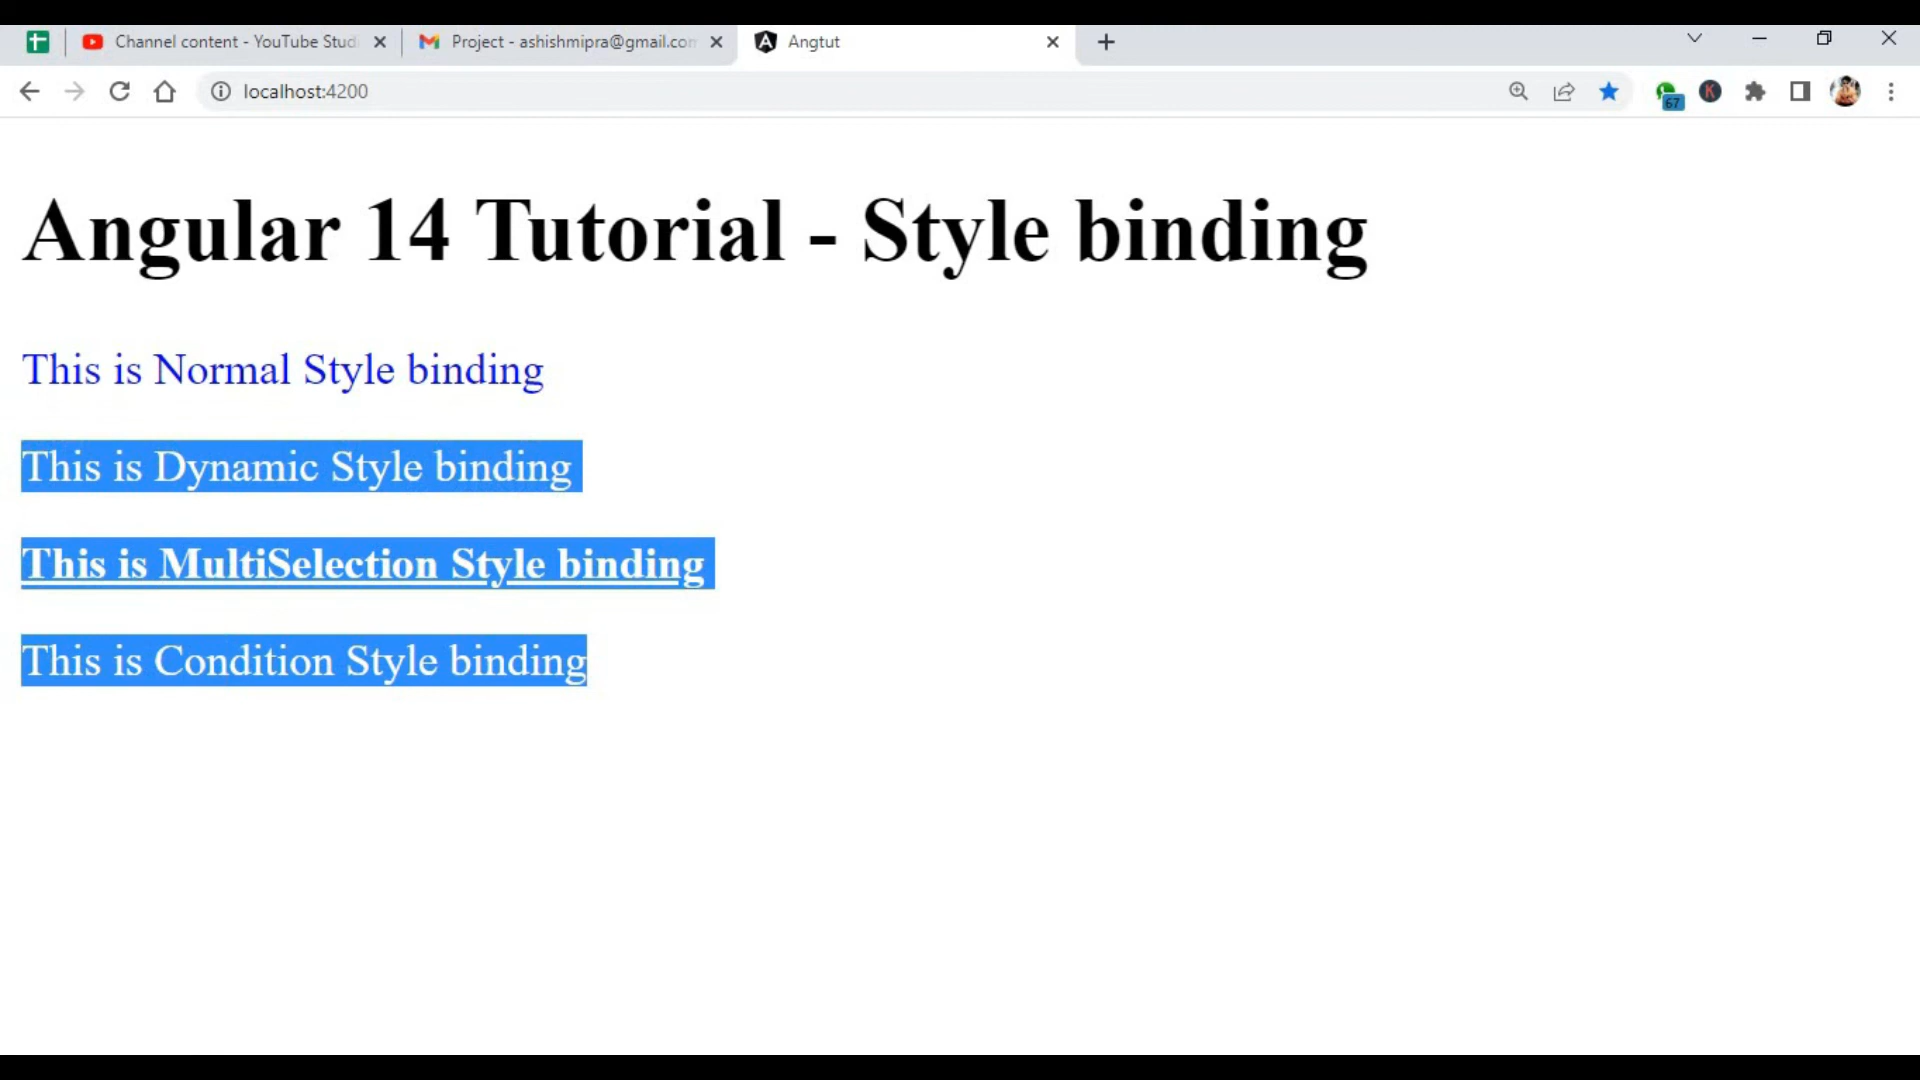 Channel content - YouTube Stud
Project - ashishmipra@gmail.com
Angtut
localhost:4200
67
K
Angular 14 Tutorial - Style binding
This is Normal Style binding
This is Dynamic Style binding
This is MultiSelection Style binding
This is Condition Style binding